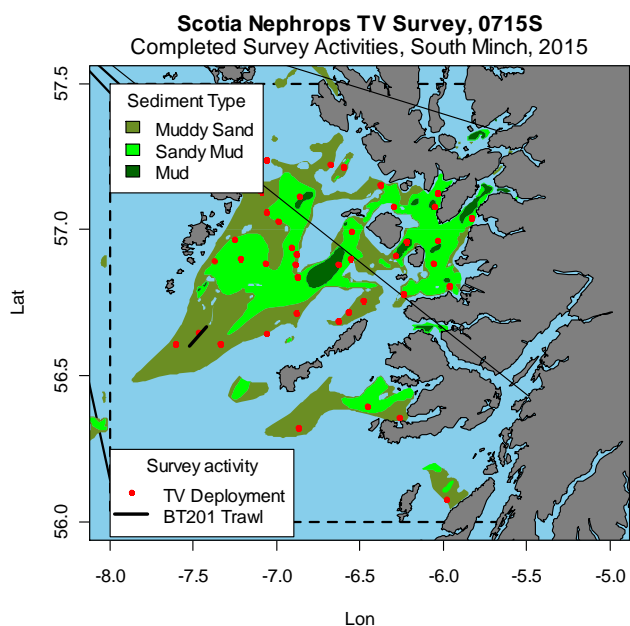 Scotia Nephrops TV Survey, 0715S
Completed Survey Activities, South Minch, 2015
Sediment Type
Muddy Sand
Sandy Mud
Mud
57.5
57.0
56.5
56.0
Lat
Survey activity
TV Deployment
BT201 Trawl
-8.0 -7.5 -7.0 -6.5 -6.0 -5.5 -5.0
Lon